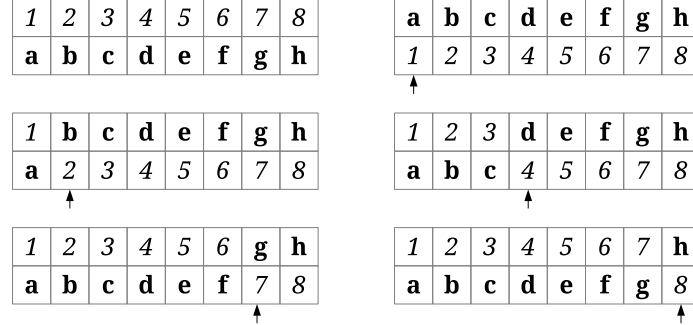 1 2 3 4 5 6 7 8
a b c d e f g h
a b c d e f g h
1 2 3 4 5 6 7 8
1 b c d e f g h
a 2 3 4 5 6 7 8
1 2 3 d e f g h
a b c 4 5 6 7 8
1 2 3 4 5 6 g h
a b c d e f 7 8
1 2 3 4 5 6 7 h
a b c d e f g 8